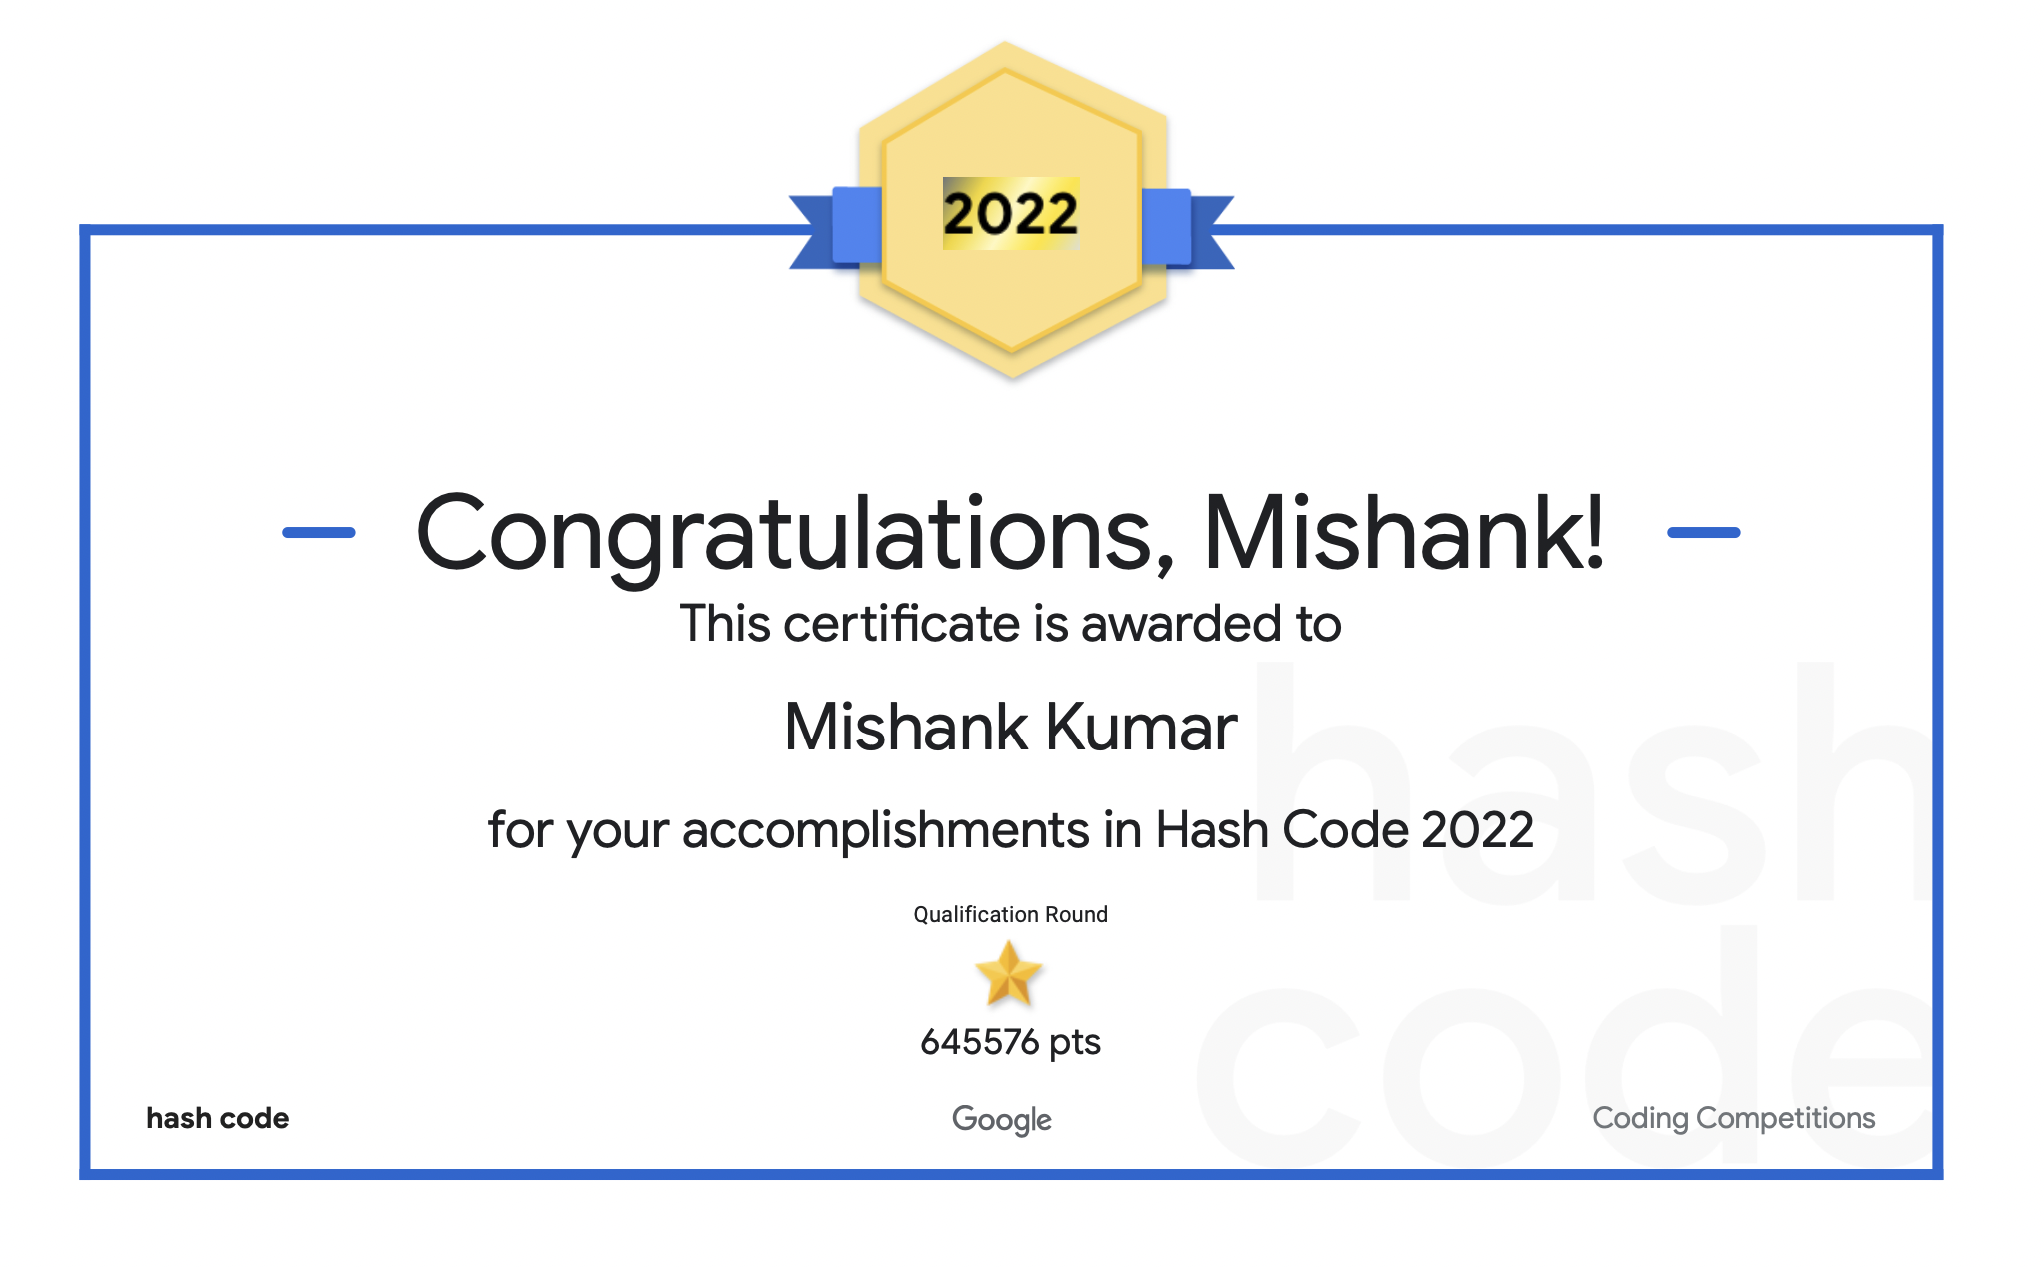 2022
Congratulations, Mishank!
This certificate is awarded to
Mishank Kumar
for your accomplishments in Hash Code 2022
hash
code
Qualification Round
645576 pts
hash code
Google
Coding Competitions